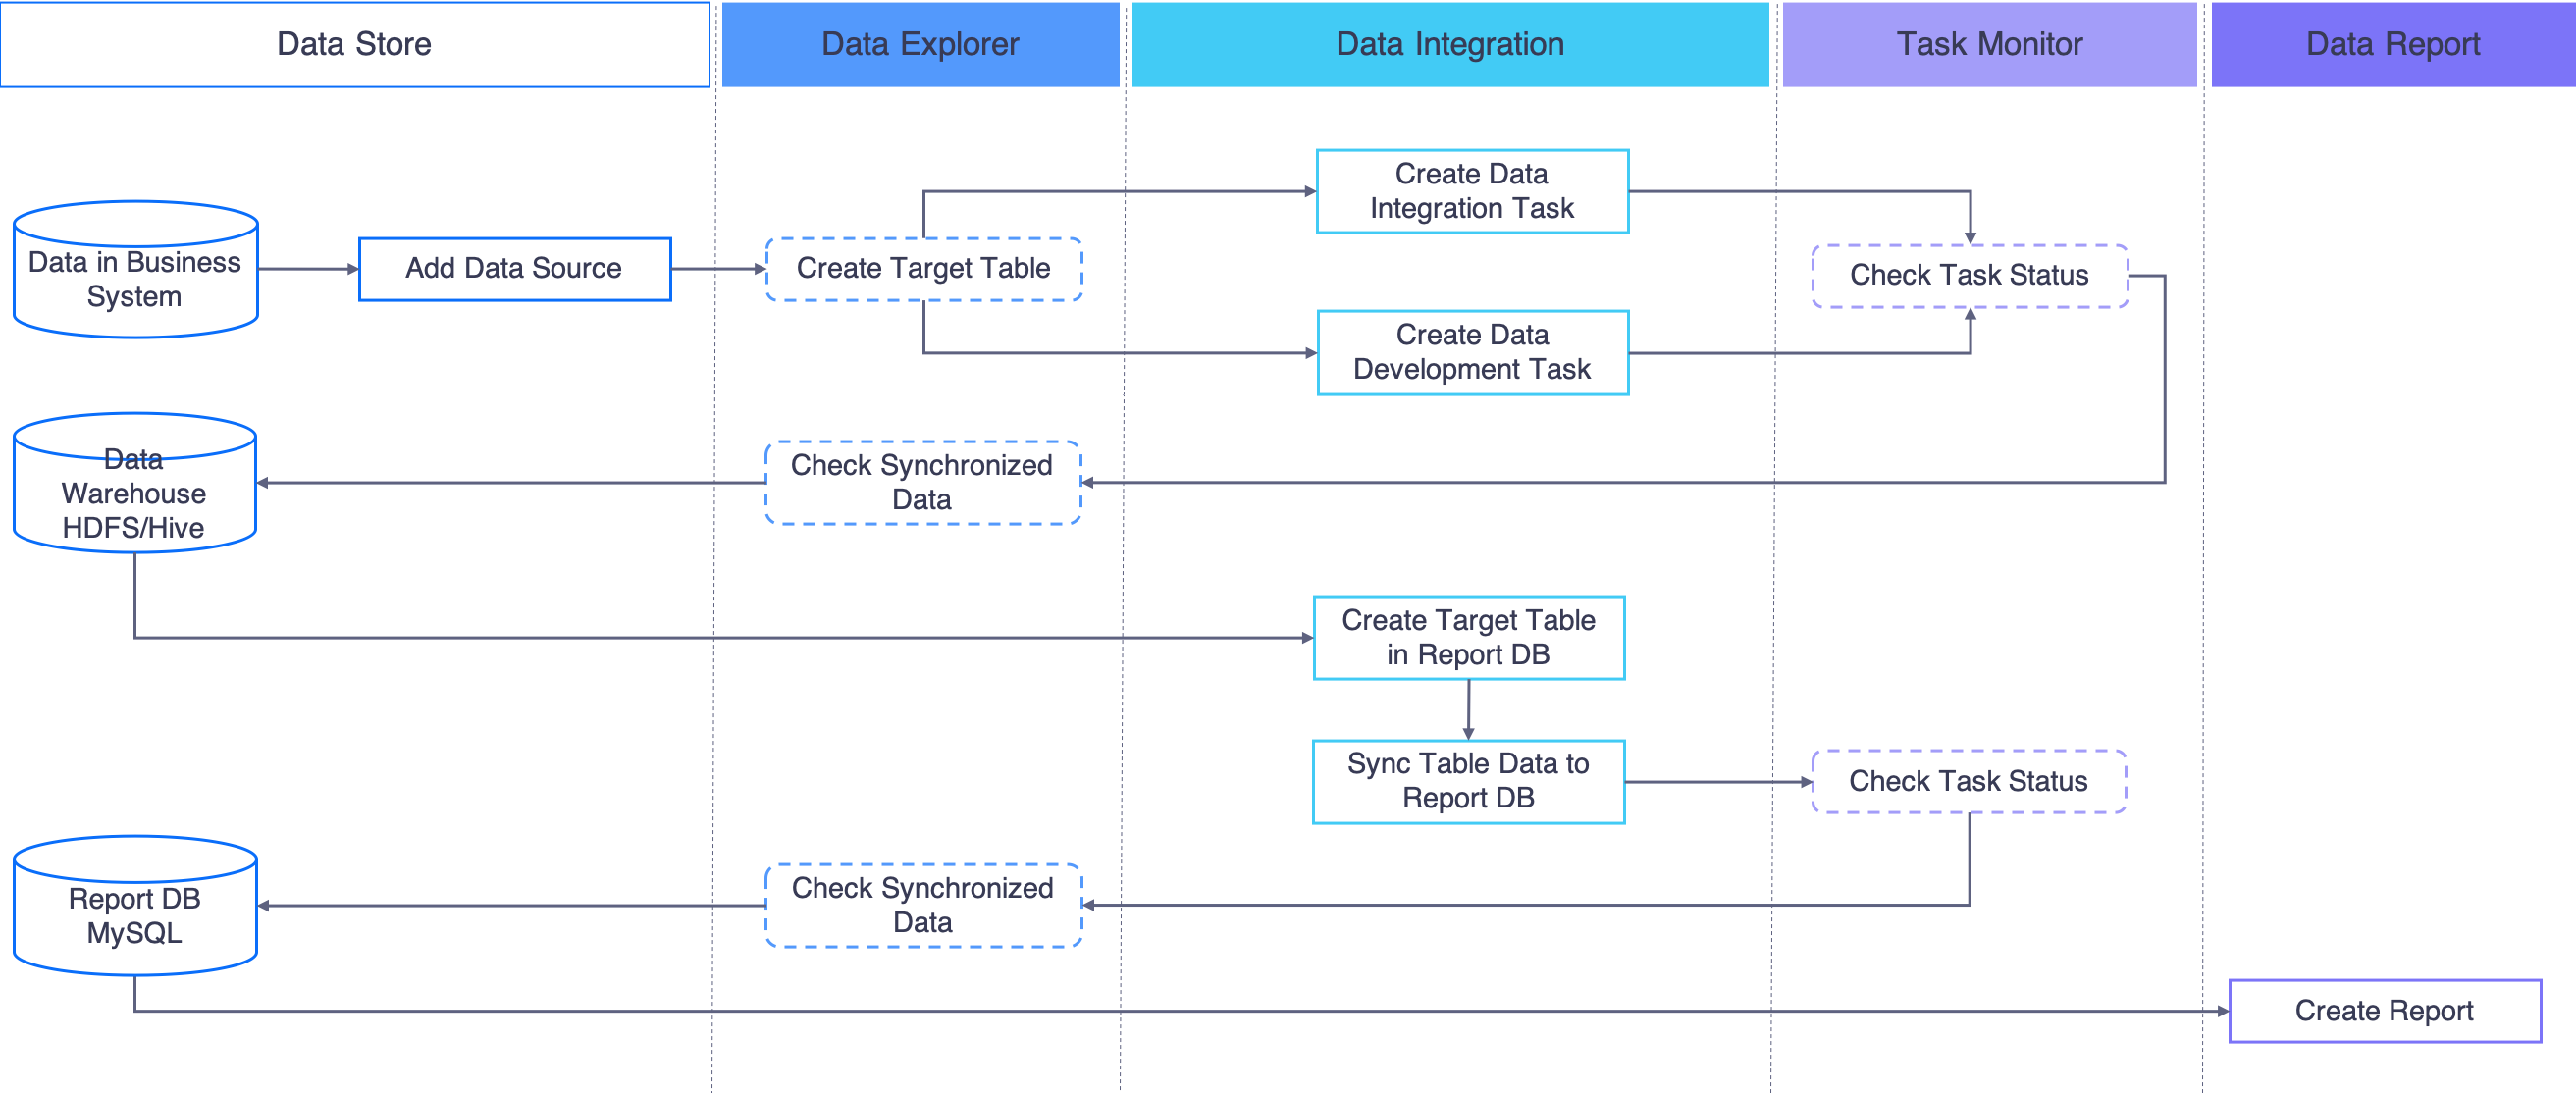 Data Store
Data Explorer
Data Integration
Task Monitor
Data Report
Data in Business
System
Add Data Source
Create Target Table
Create Data
Integration Task
Create Data
Development Task
Check Task Status
Data
Warehouse
HDFS/Hive
Check Synchronized
Data
Create Target Table
in Report DB
Sync Table Data to
Report DB
Check Task Status
Report DB
MySQL
Check Synchronized
Data
Create Report